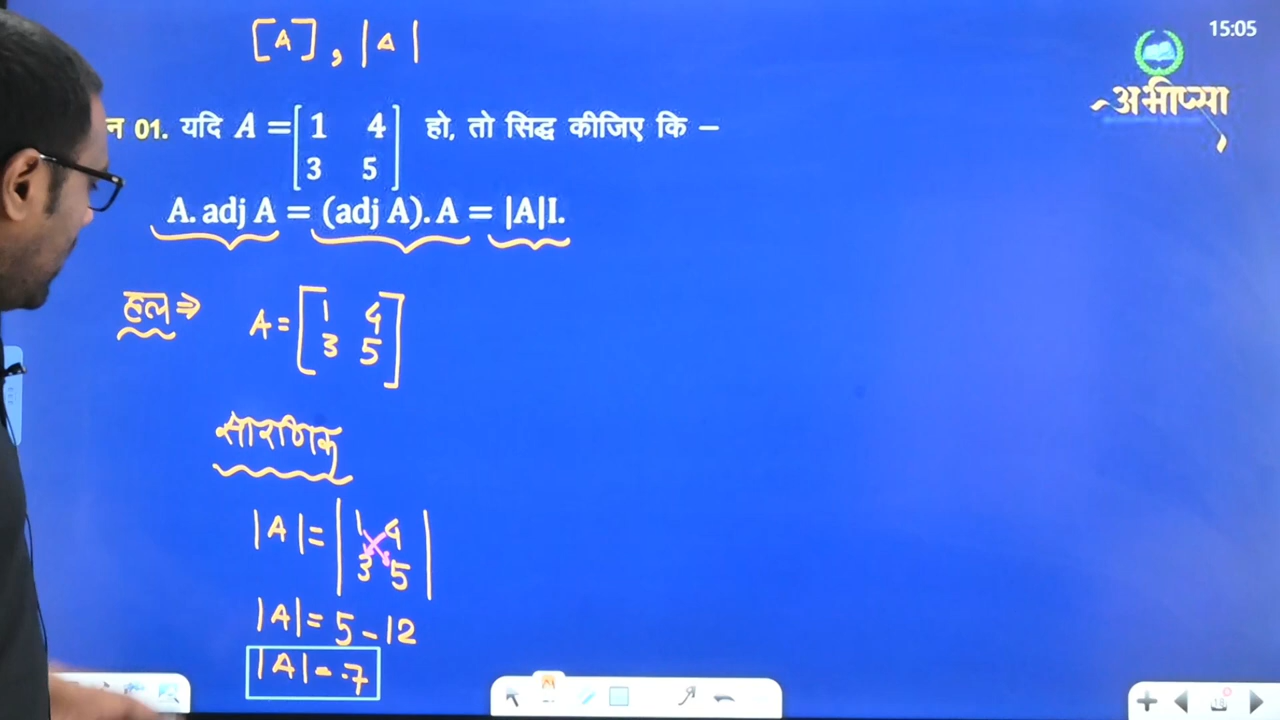 15:05
[A], |A|
अभीप्सा
न 01. यदि A = [1 4
3 5] हो, तो सिद्ध कीजिए कि –
A. adj A = (adj A). A = |A|I.
हल ⇒ A = [1 4
3 5]
सारणिक
|A| = |1 4
3 5|
|A| = 5 - 12
|A| = -7